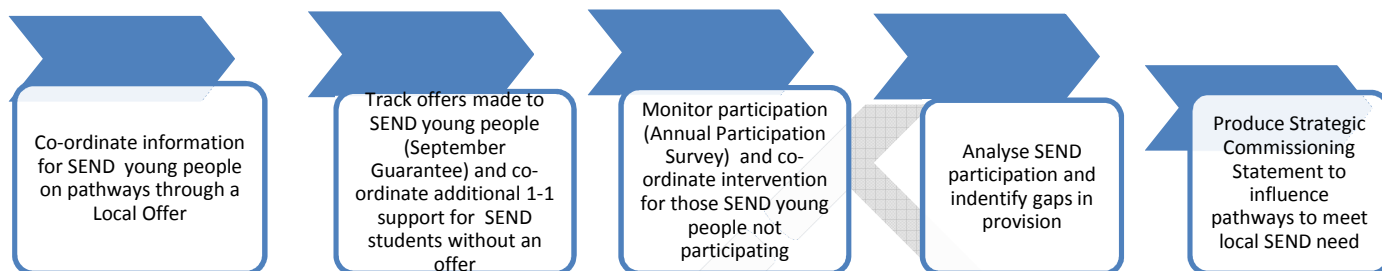 Co-ordinate information
for SEND young people
on pathways through a
Local Offer
Track offers made to
SEND young people
(September
Guarantee) and co-
ordinate additional 1-1
support for SEND
students without an
offer
Monitor participation
(Annual Participation
Survey) and co-
ordinate intervention
for those SEND young
people not
participating
Analyse SEND
participation and
indentify gaps in
provision
Produce Strategic
Commissioning
Statement to
influence
pathways to meet
local SEND need